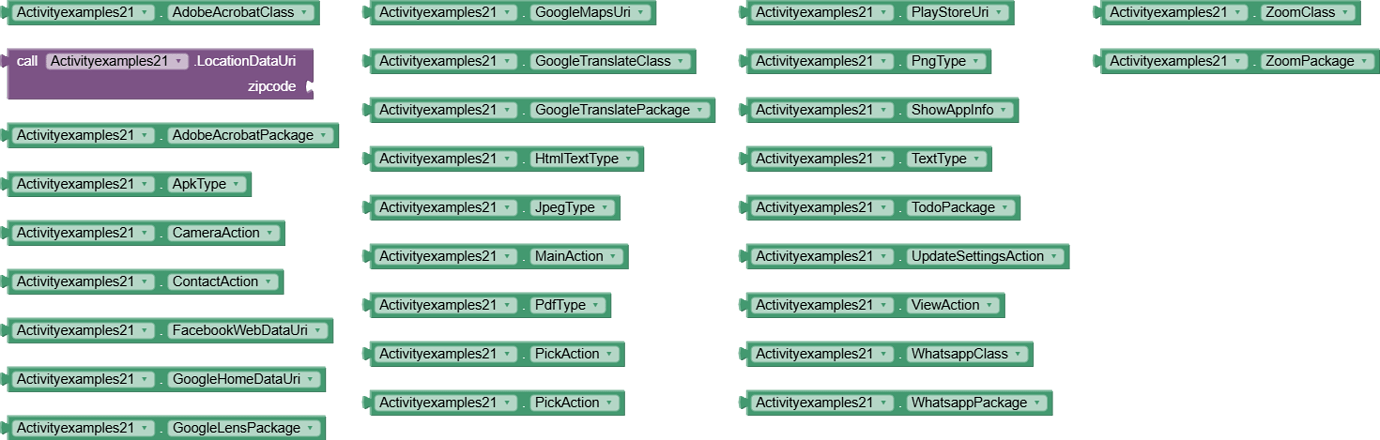 Activityexamples21 . AdobeAcrobatClass
call Activityexamples21 .LocationDataUri
zipcode
Activityexamples21 . AdobeAcrobatPackage
Activityexamples21 . ApkType
Activityexamples21 . CameraAction
Activityexamples21 . ContactAction
Activityexamples21 . FacebookWebDataUri
Activityexamples21 . GoogleHomeDataUri
Activityexamples21 . GoogleLensPackage
Activityexamples21 . GoogleMapsUri
Activityexamples21 . GoogleTranslateClass
Activityexamples21 . GoogleTranslatePackage
Activityexamples21 . HtmlTextType
Activityexamples21 . JpegType
Activityexamples21 . MainAction
Activityexamples21 . PdfType
Activityexamples21 . PickAction
Activityexamples21 . PickAction
Activityexamples21 . PlayStoreUri
Activityexamples21 . PngType
Activityexamples21 . ShowAppInfo
Activityexamples21 . TextType
Activityexamples21 . TodoPackage
Activityexamples21 . UpdateSettingsAction
Activityexamples21 . ViewAction
Activityexamples21 . WhatsappClass
Activityexamples21 . WhatsappPackage
Activityexamples21 . ZoomClass
Activityexamples21 . ZoomPackage